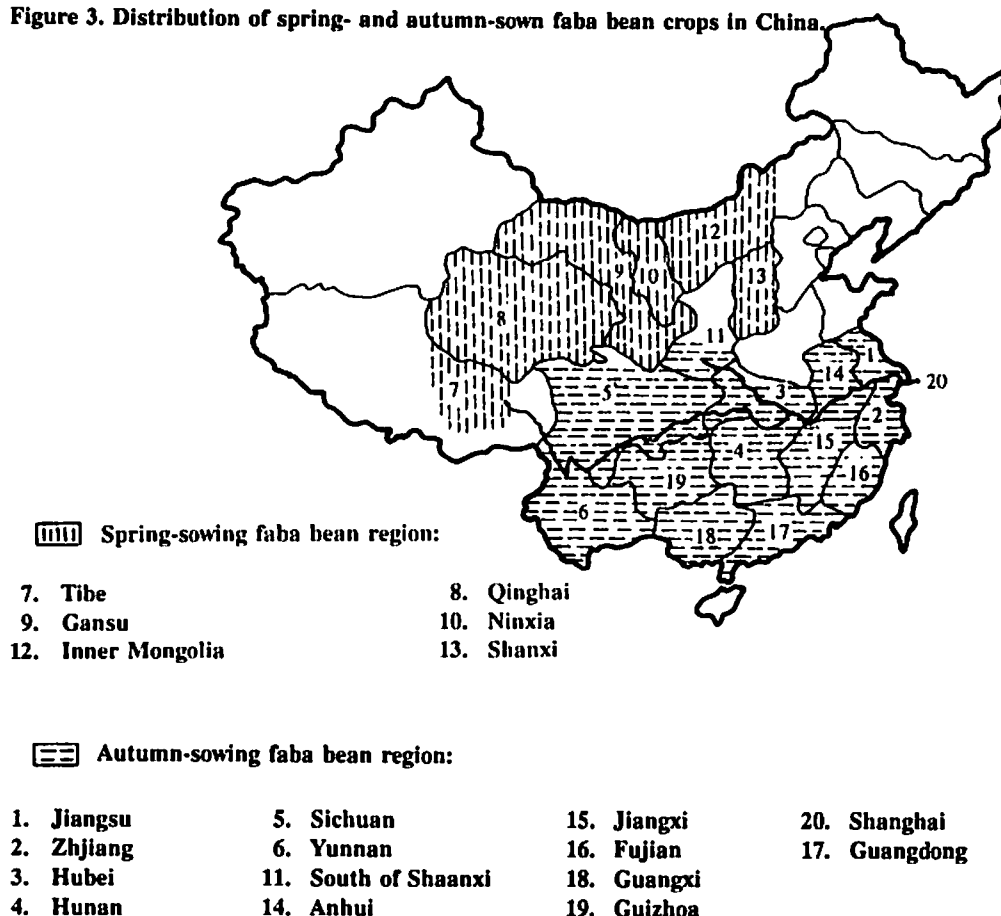 Figure 3. Distribution of spring- and autumn-sown faba bean crops in China.
12
9
10
13
8
11
7
5
3
14
1
20
2
4
15
16
19
6
18
17
Spring-sowing faba bean region:
7. Tibe 8. Qinghai
9. Gansu 10. Ninxia
12. Inner Mongolia 13. Shanxi
Autumn-sowing faba bean region:
1. Jiangsu 5. Sichuan 15. Jiangxi 20. Shanghai
2. Zhjiang 6. Yunnan 16. Fujian 17. Guangdong
3. Hubei 11. South of Shaanxi 18. Guangxi
4. Hunan 14. Anhui 19. Guizhoa